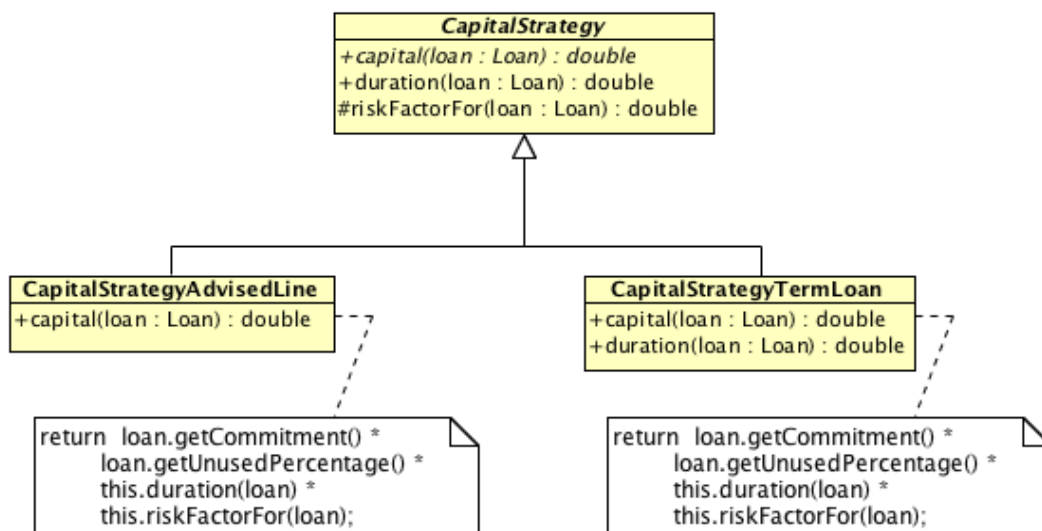 CapitalStrategy
+capital(loan : Loan) : double
+duration(loan : Loan) : double
#riskFactorFor(loan : Loan) : double
CapitalStrategyAdvisedLine
+capital(loan : Loan) : double
CapitalStrategyTermLoan
+capital(loan : Loan) : double
+duration(loan : Loan) : double
return loan.getCommitment() *
loan.getUnusedPercentage() *
this.duration(loan) *
this.riskFactorFor(loan);
return loan.getCommitment() *
loan.getUnusedPercentage() *
this.duration(loan) *
this.riskFactorFor(loan);